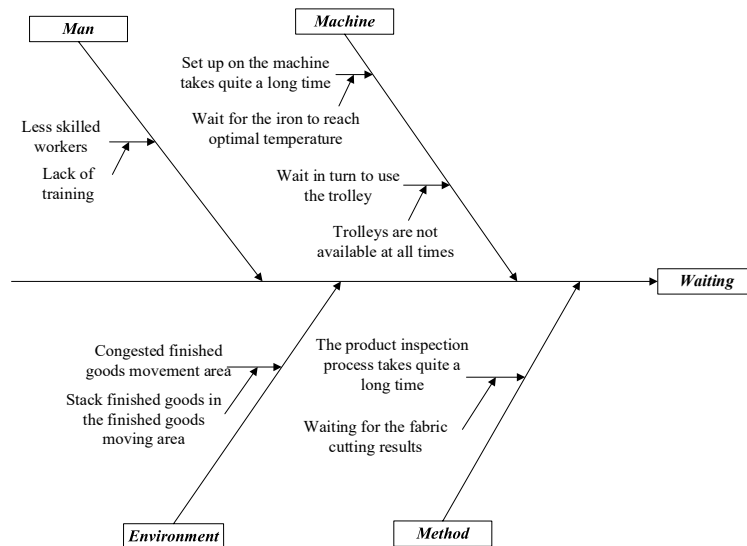 Man
Machine
Set up on the machine
takes quite a long time
Wait for the iron to reach
optimal temperature
Less skilled
workers
Lack of
training
Wait in turn to use
the trolley
Trolleys are not
available at all times
Waiting
Congested finished
goods movement area
Stack finished goods in
the finished goods
moving area
The product inspection
process takes quite a
long time
Waiting for the fabric
cutting results
Environment
Method